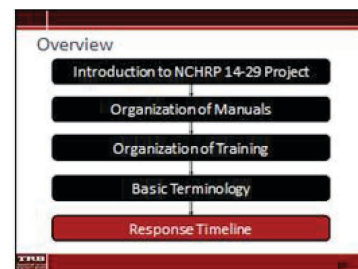 Overview
Introduction to NCHRP 14-29 Project
Organization of Manuals
Organization of Training
Basic Terminology
Response Timeline
TRB